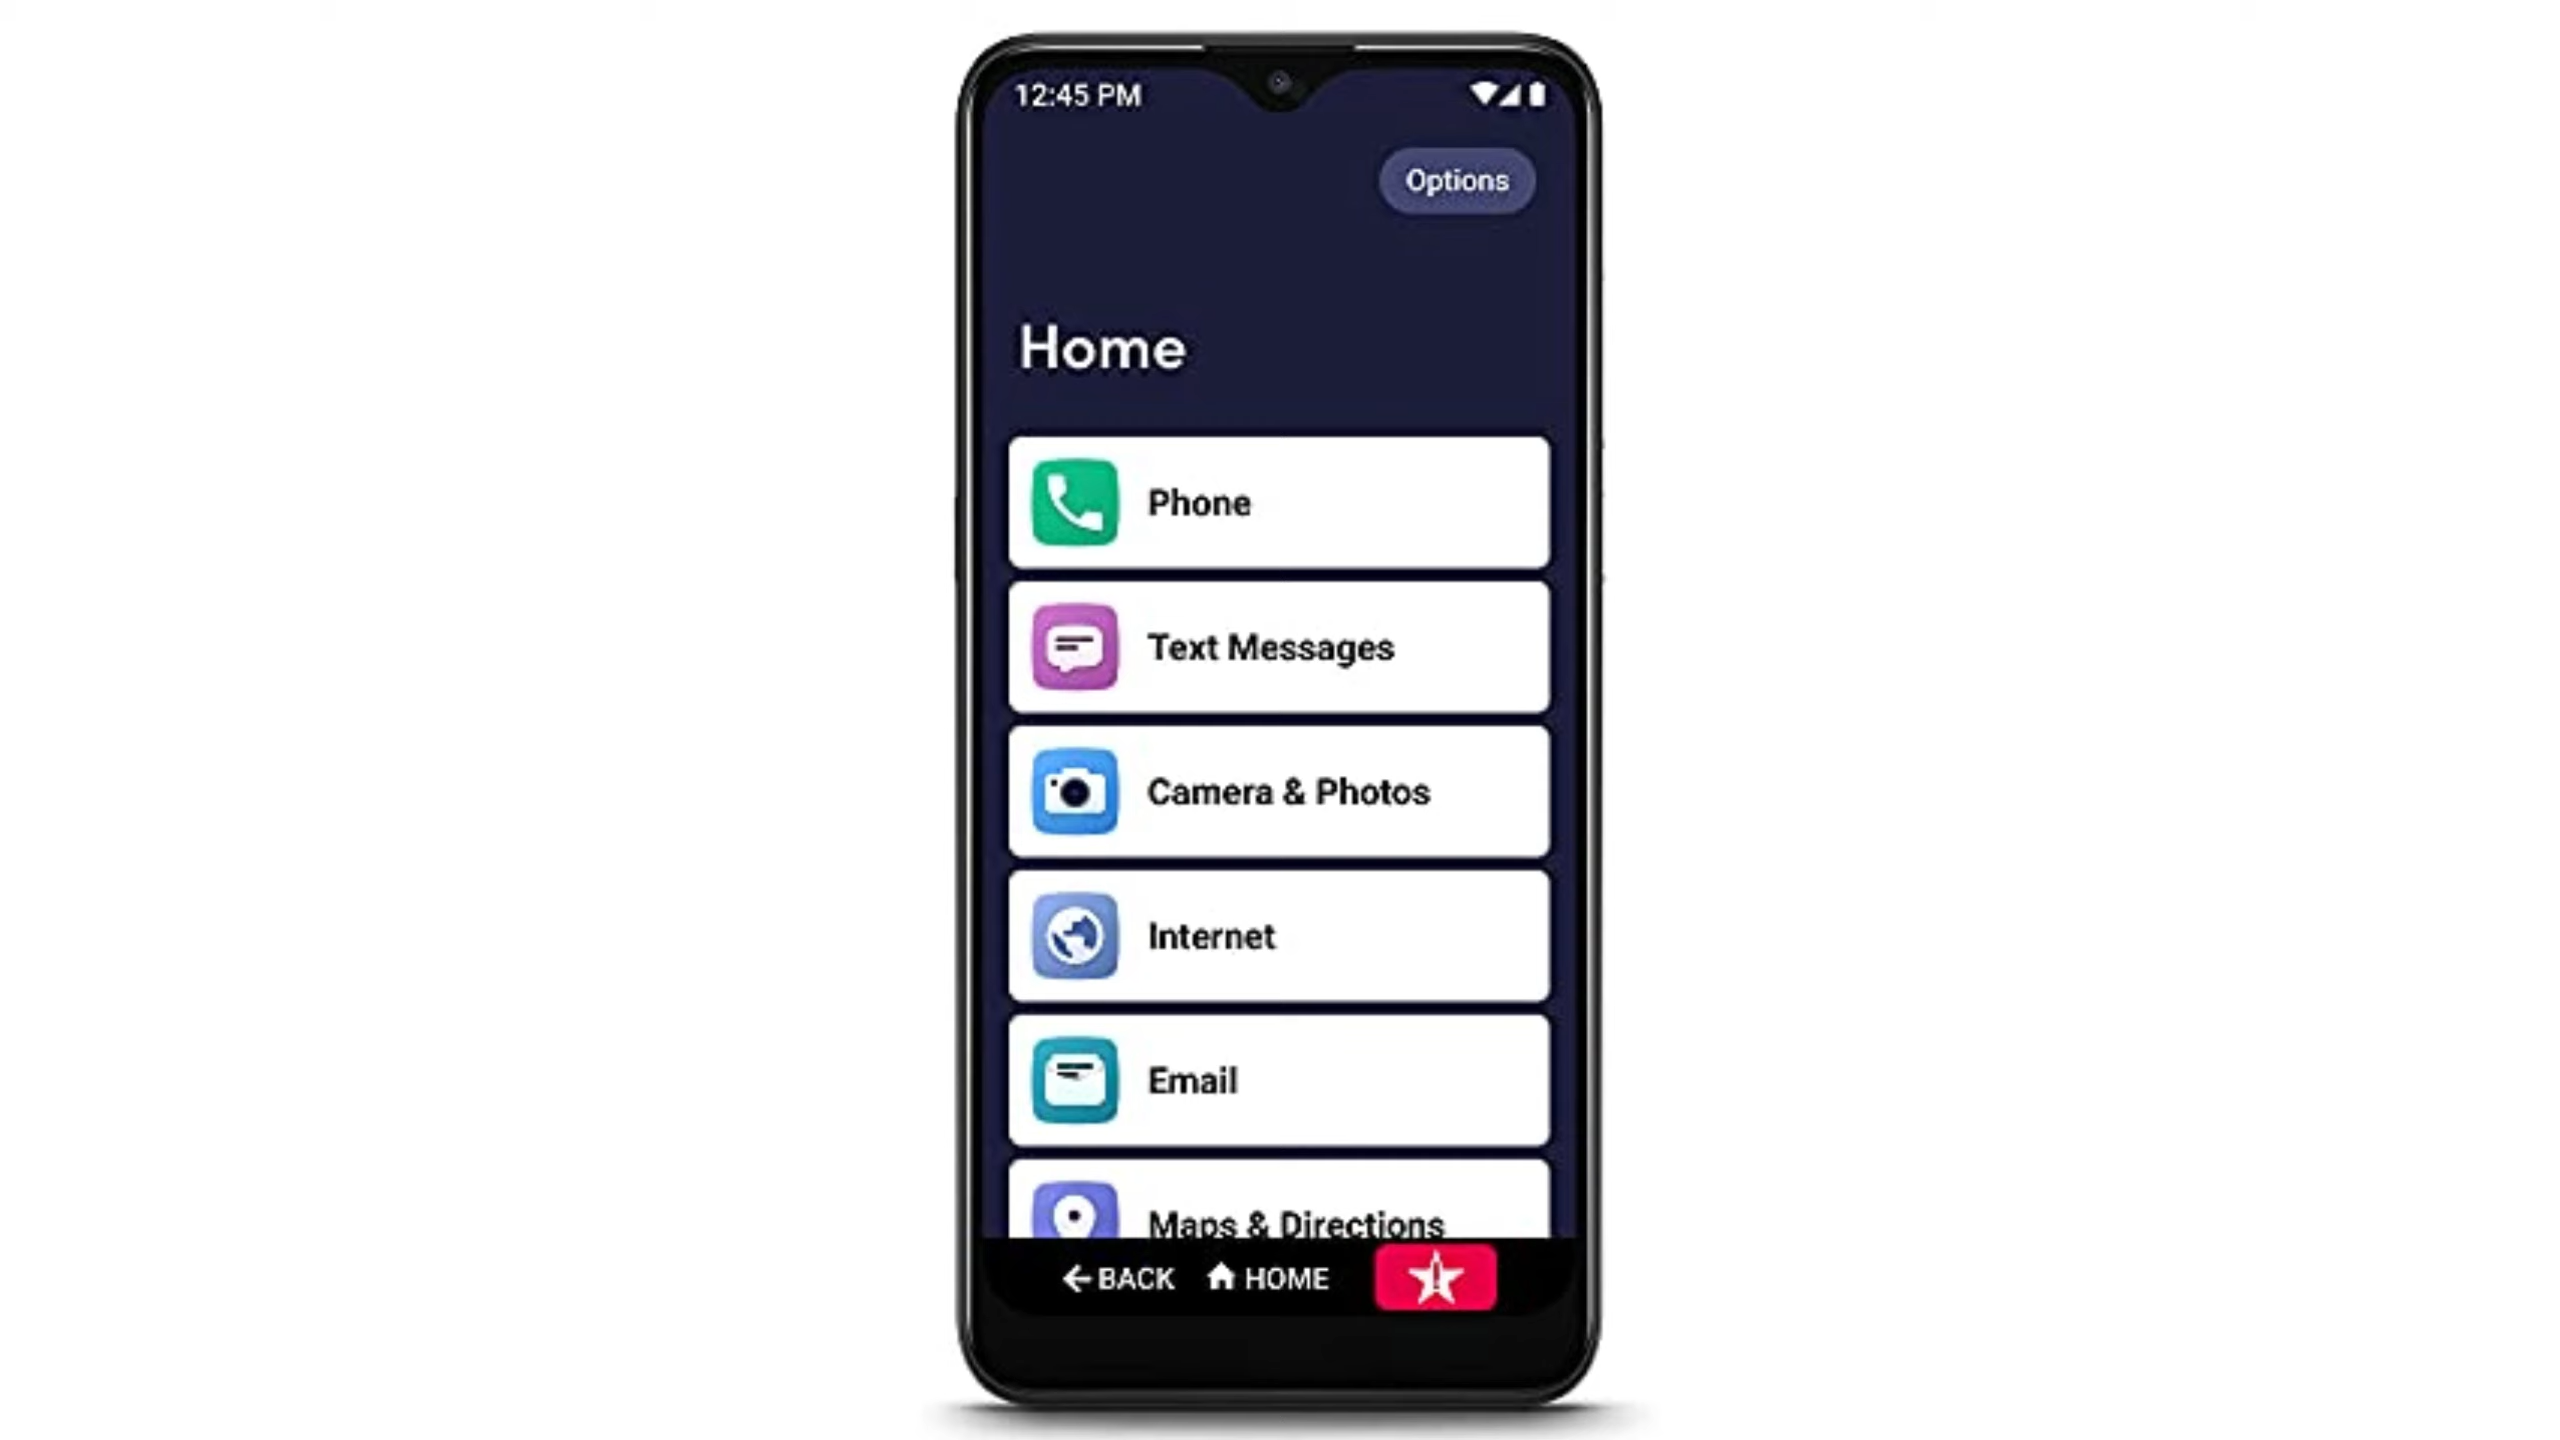 12:45 PM
Options
Home
Phone
Text Messages
Camera & Photos
Internet
Email
Maps & Directions
BACK HOME